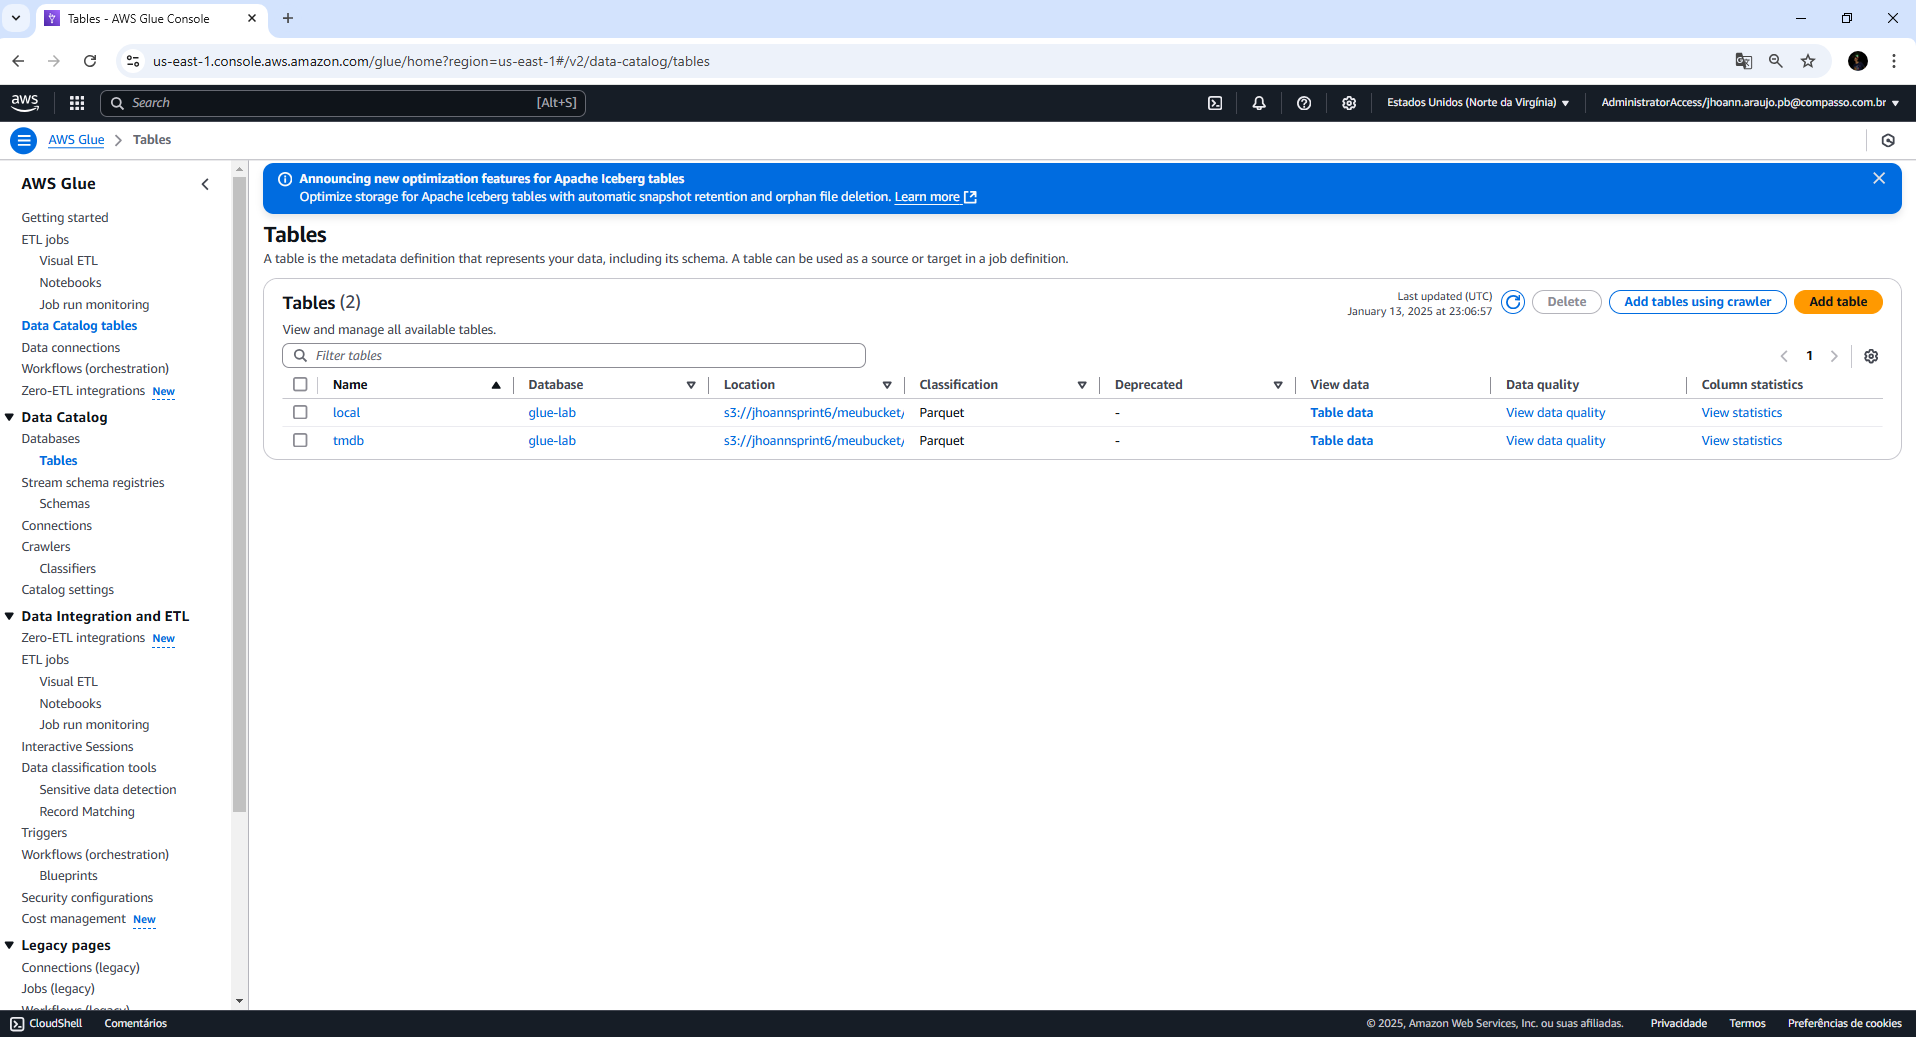 Tables - AWS Glue Console
us-east-1.console.aws.amazon.com/glue/home?region=us-east-1#/v2/data-catalog/tables
aws
Search [Alt+S]
Estados Unidos (Norte da Virgínia)
AdministratorAccess/jhoann.araujo.pb@compasso.com.br
AWS Glue Tables
AWS Glue
Getting started
ETL jobs
Visual ETL
Notebooks
Job run monitoring
Data Catalog tables
Data connections
Workflows (orchestration)
Zero-ETL integrations New
Data Catalog
Databases
Tables
Stream schema registries
Schemas
Connections
Crawlers
Classifiers
Catalog settings
Data Integration and ETL
Zero-ETL integrations New
ETL jobs
Visual ETL
Notebooks
Job run monitoring
Interactive Sessions
Data classification tools
Sensitive data detection
Record Matching
Triggers
Workflows (orchestration)
Blueprints
Security configurations
Cost management New
Legacy pages
Connections (legacy)
Jobs (legacy)
Workflows (legacy)
Announcing new optimization features for Apache Iceberg tables
Optimize storage for Apache Iceberg tables with automatic snapshot retention and orphan file deletion. Learn more
Tables
A table is the metadata definition that represents your data, including its schema. A table can be used as a source or target in a job definition.
Tables (2)
View and manage all available tables.
Last updated (UTC)
January 13, 2025 at 23:06:57
Delete
Add tables using crawler
Add table
Filter tables
1
Name Database Location Classification Deprecated View data Data quality Column statistics
local glue-lab s3://jhoannsprint6/meubucket/ Parquet - Table data View data quality View statistics
tmdb glue-lab s3://jhoannsprint6/meubucket/ Parquet - Table data View data quality View statistics
CloudShell Comentários © 2025, Amazon Web Services, Inc. ou suas afiliadas. Privacidade Termos Preferências de cookies